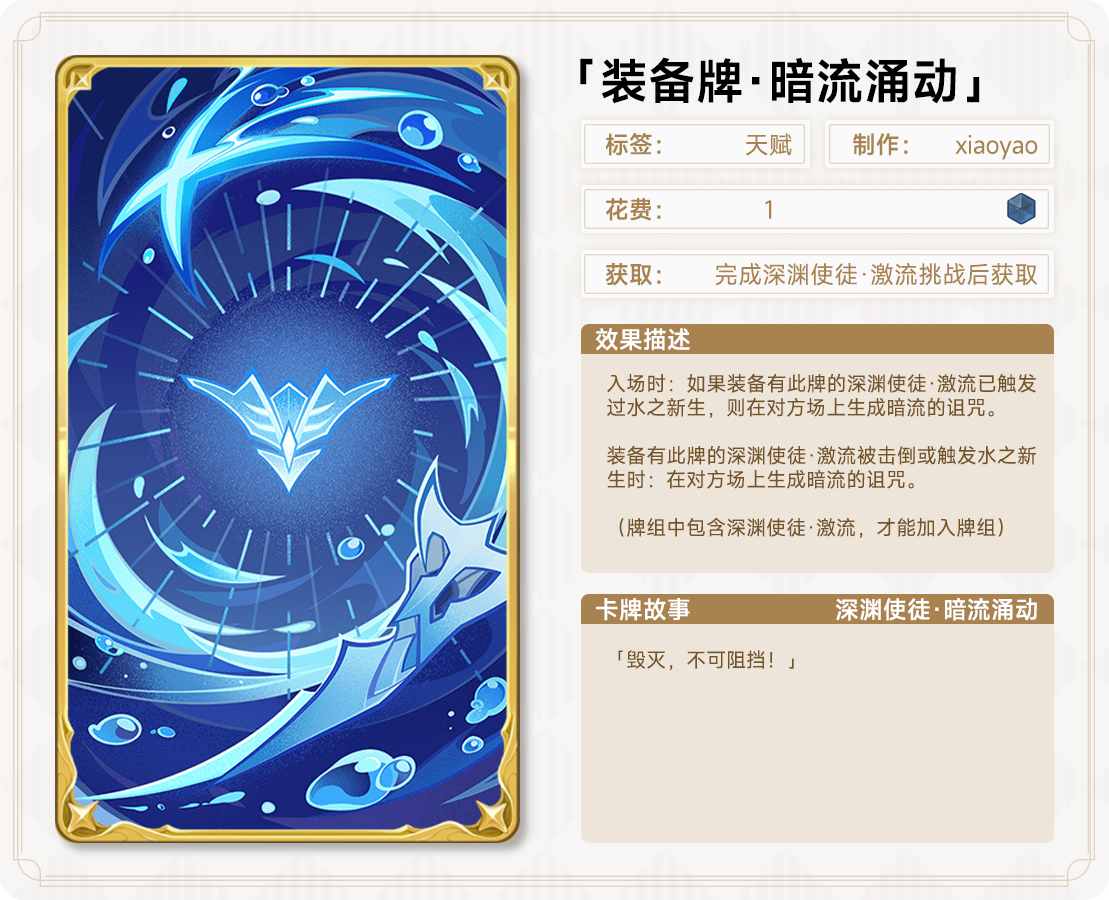 「装备牌·暗流涌动」
标签： 天赋
制作： xiaoyao
花费： 1
获取： 完成深渊使徒·激流挑战后获取
效果描述
入场时：如果装备有此牌的深渊使徒·激流已触发
过水之新生，则在对方场上生成暗流的诅咒。
装备有此牌的深渊使徒·激流被击倒或触发水之新
生时：在对方场上生成暗流的诅咒。
（牌组中包含深渊使徒·激流，才能加入牌组）
卡牌故事 深渊使徒·暗流涌动
「毁灭，不可阻挡！」